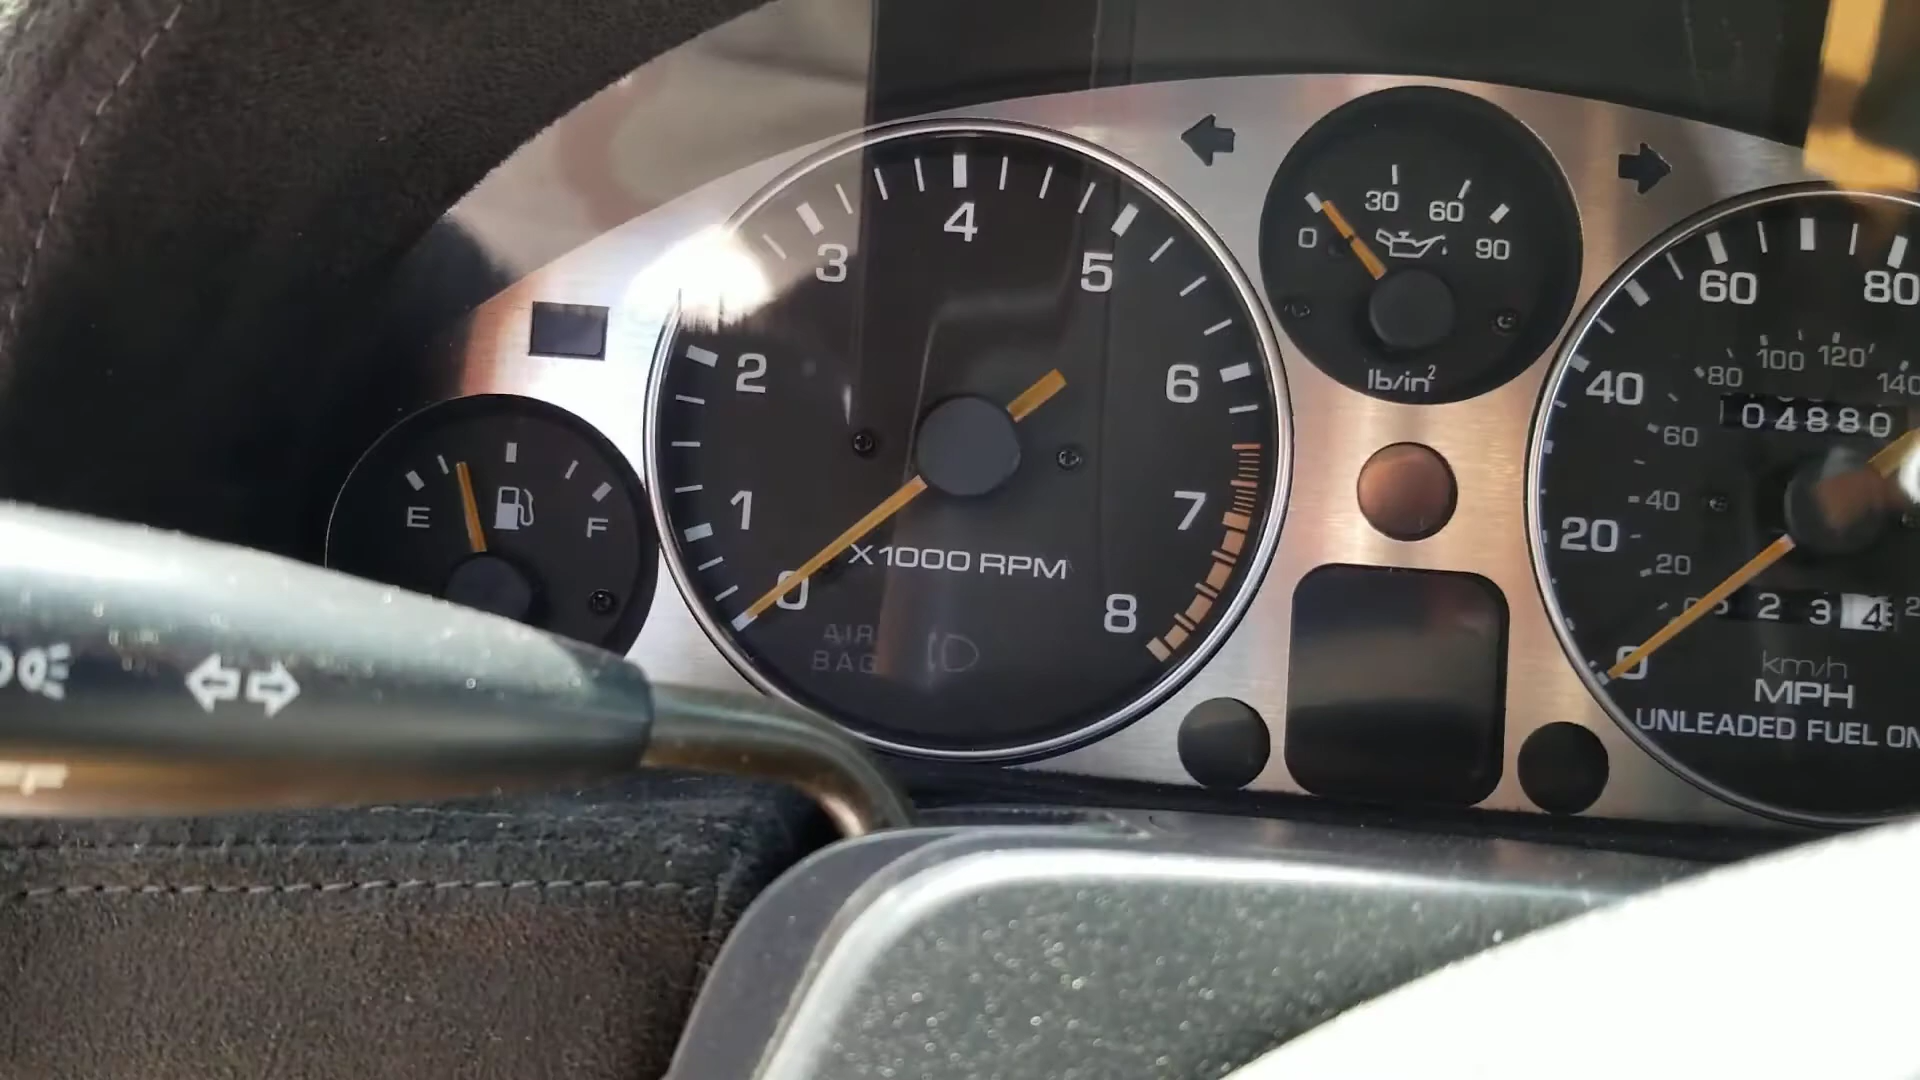 E F
0 1 2 3 4 5 6 7 8
X1000 RPM
AIR
BAG
0 30 60 90
lb/in²
0 20 40 60 80
20 40 60 80 100 120 140
04880
2 3 4
km/h
MPH
UNLEADED FUEL